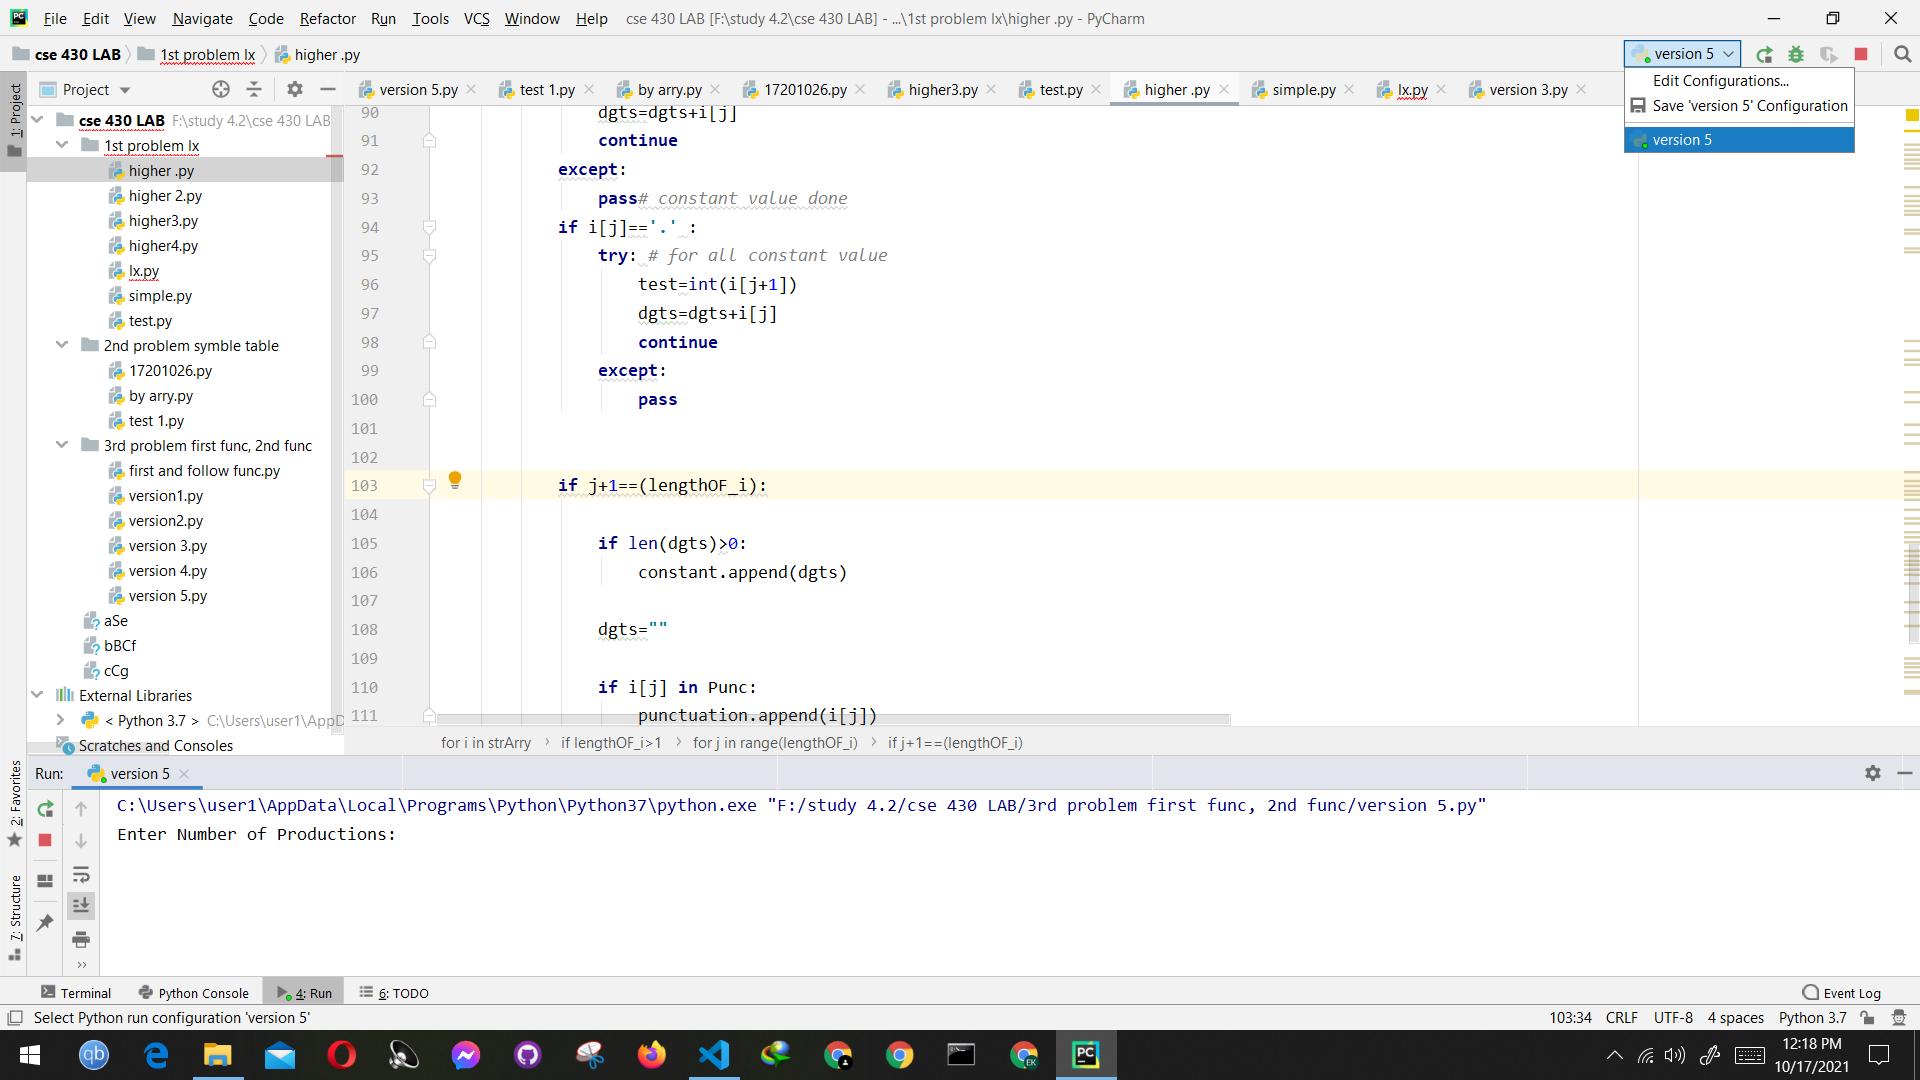 File Edit View Navigate Code Refactor Run Tools VCS Window Help cse 430 LAB [F:\study 4.2\cse 430 LAB] - ...\1st problem lx\higher .py - PyCharm
cse 430 LAB 1st problem lx higher .py
version 5
Edit Configurations...
Save 'version 5' Configuration
version 5
1: Project
Project
version 5.py
test 1.py
by arry.py
17201026.py
higher3.py
test.py
higher .py
simple.py
lx.py
version 3.py
cse 430 LAB F:\study 4.2\cse 430 LAB
1st problem lx
higher .py
higher 2.py
higher3.py
higher4.py
lx.py
simple.py
test.py
2nd problem symble table
17201026.py
by arry.py
test 1.py
3rd problem first func, 2nd func
first and follow func.py
version1.py
version2.py
version 3.py
version 4.py
version 5.py
aSe
bBCf
cCg
External Libraries
< Python 3.7 > C:\Users\user1\AppD
Scratches and Consoles
90 dgts=dgts+i[j]
91 continue
92 except:
93 pass# constant value done
94 if i[j]=='.' :
95 try: # for all constant value
96 test=int(i[j+1])
97 dgts=dgts+i[j]
98 continue
99 except:
100 pass
101
102
103 if j+1==(lengthOF_i):
104
105 if len(dgts)>0:
106 constant.append(dgts)
107
108 dgts=""
109
110 if i[j] in Punc:
111 punctuation.append(i[j])
for i in strArry › if lengthOF_i>1 › for j in range(lengthOF_i) › if j+1==(lengthOF_i)
Run: version 5
C:\Users\user1\AppData\Local\Programs\Python\Python37\python.exe "F:/study 4.2/cse 430 LAB/3rd problem first func, 2nd func/version 5.py"
Enter Number of Productions:
2: Favorites
7: Structure
Terminal Python Console 4: Run 6: TODO Event Log
Select Python run configuration 'version 5' 103:34 CRLF UTF-8 4 spaces Python 3.7
12:18 PM
10/17/2021